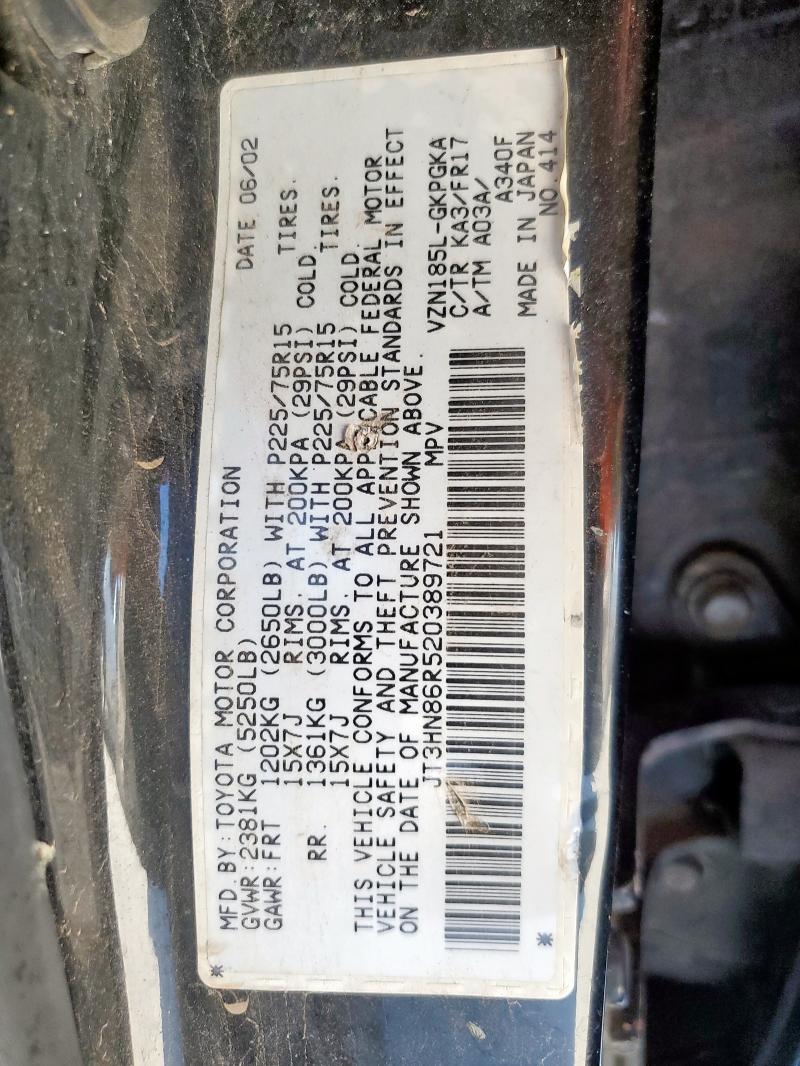 MFD. BY: TOYOTA MOTOR CORPORATION DATE 06/02
GVWR: 2381KG (5250LB)
GAWR: FRT 1202KG (2650LB) WITH P225/75R15 TIRES.
15X7J RIMS. AT 200KPA (29PSI) COLD
RR. 1361KG (3000LB) WITH P225/75R15 TIRES.
15X7J RIMS. AT 200KPA (29PSI) COLD
THIS VEHICLE CONFORMS TO ALL APPLICABLE FEDERAL MOTOR
VEHICLE SAFETY AND THEFT PREVENTION STANDARDS IN EFFECT
ON THE DATE OF MANUFACTURE SHOWN ABOVE.
JT3HN86R520389721 MPV
VZN185L-GKPGKA
C/TR KA3/FR17
A/TM A03A/
A340F
MADE IN JAPAN
NO.414